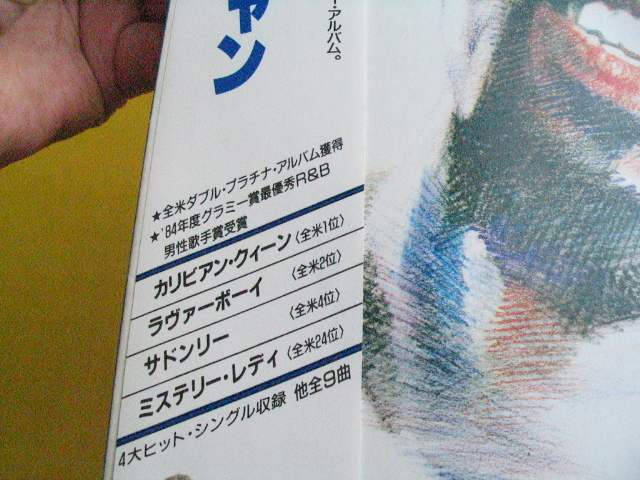 ャン
ー・アルバム。
★全米ダブル・プラチナ・アルバム獲得
★'84年度グラミー賞最優秀R&B
男性歌手賞受賞
カリビアン・クィーン〈全米1位〉
ラヴァーボーイ〈全米2位〉
サドンリー〈全米4位〉
ミステリー・レディ〈全米24位〉
4大ヒット・シングル収録 他全9曲